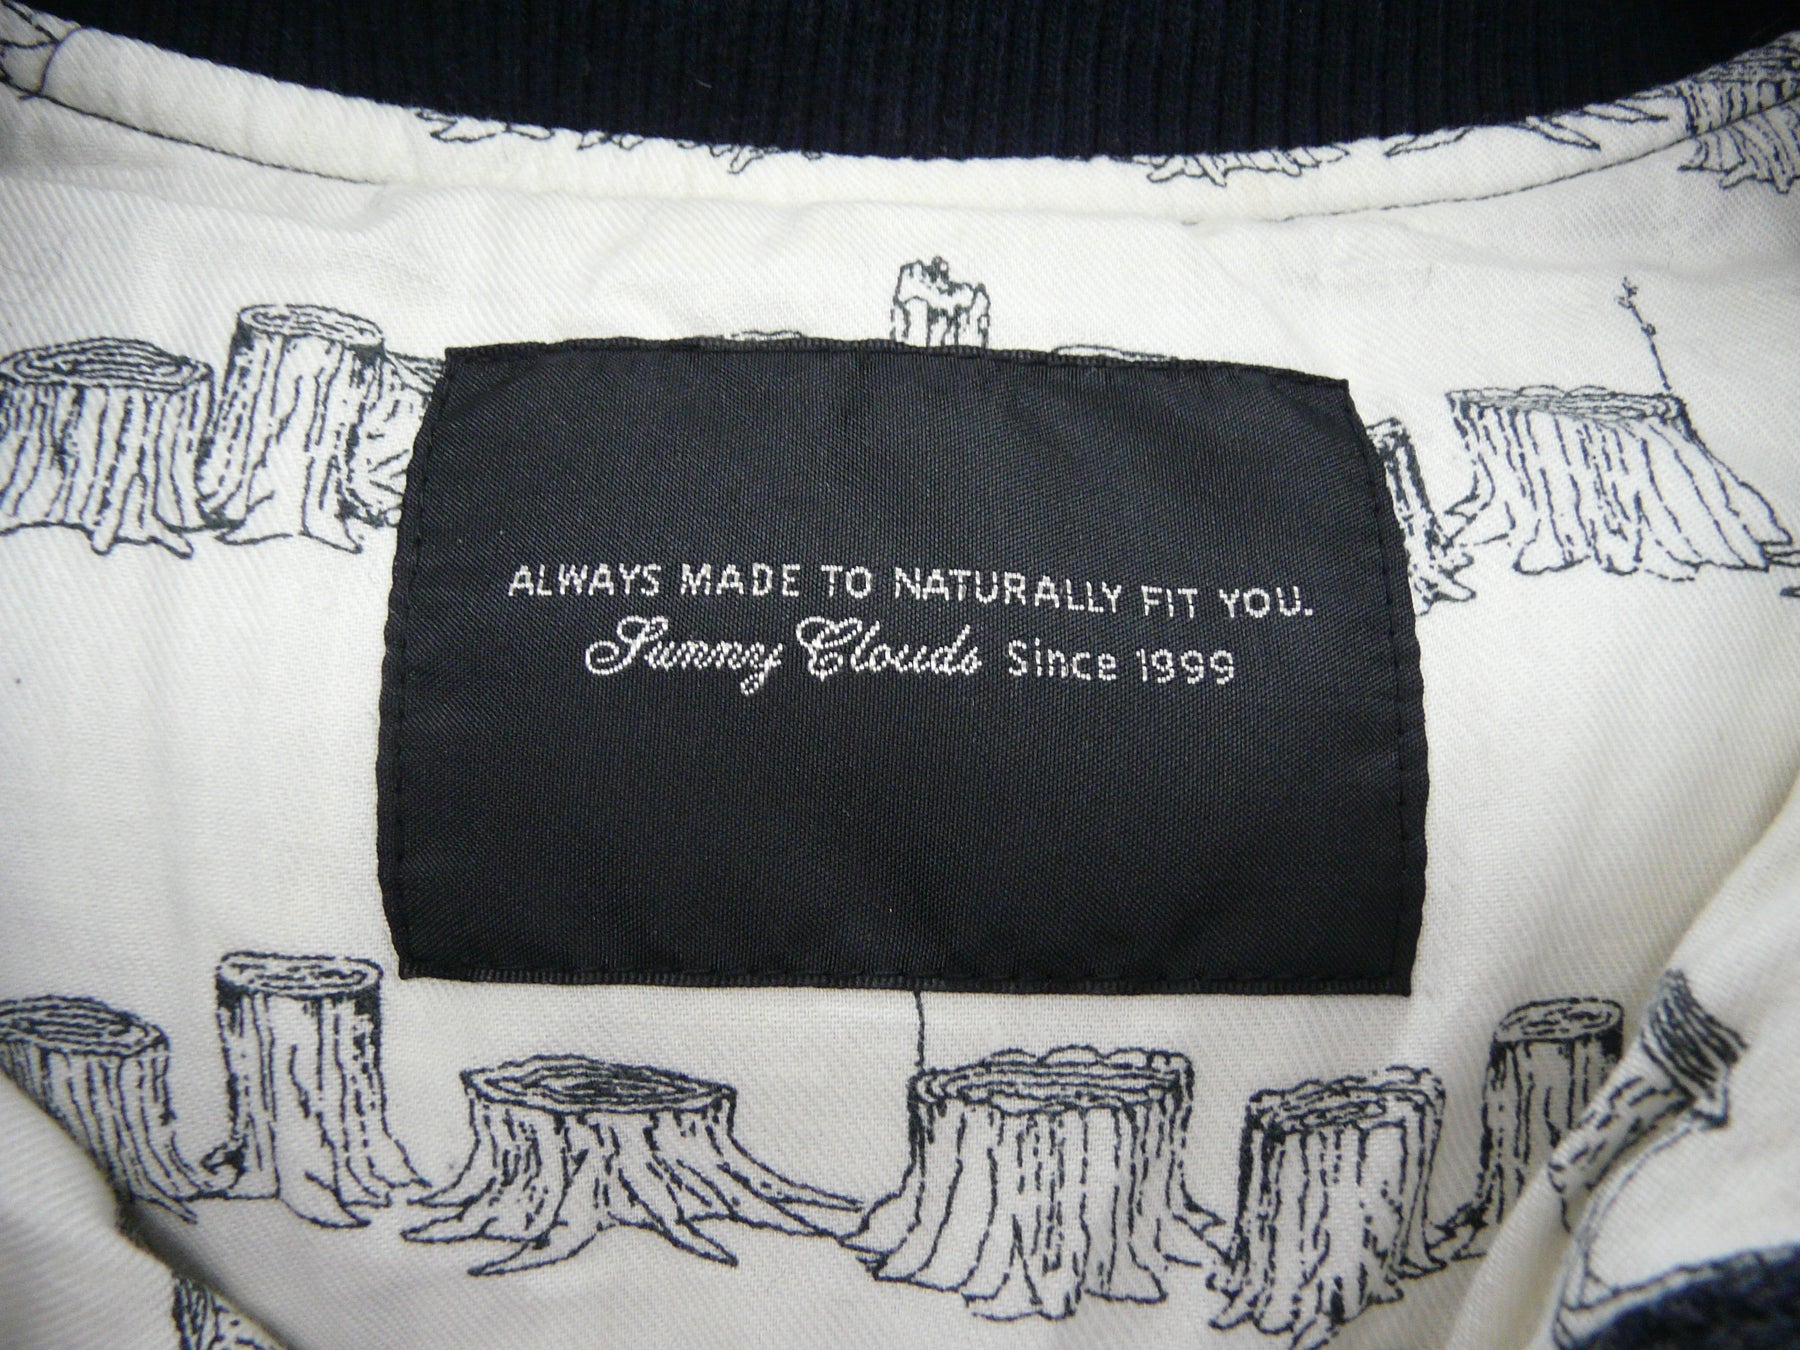 ALWAYS MADE TO NATURALLY FIT YOU.
Sunny Clouds Since 1999